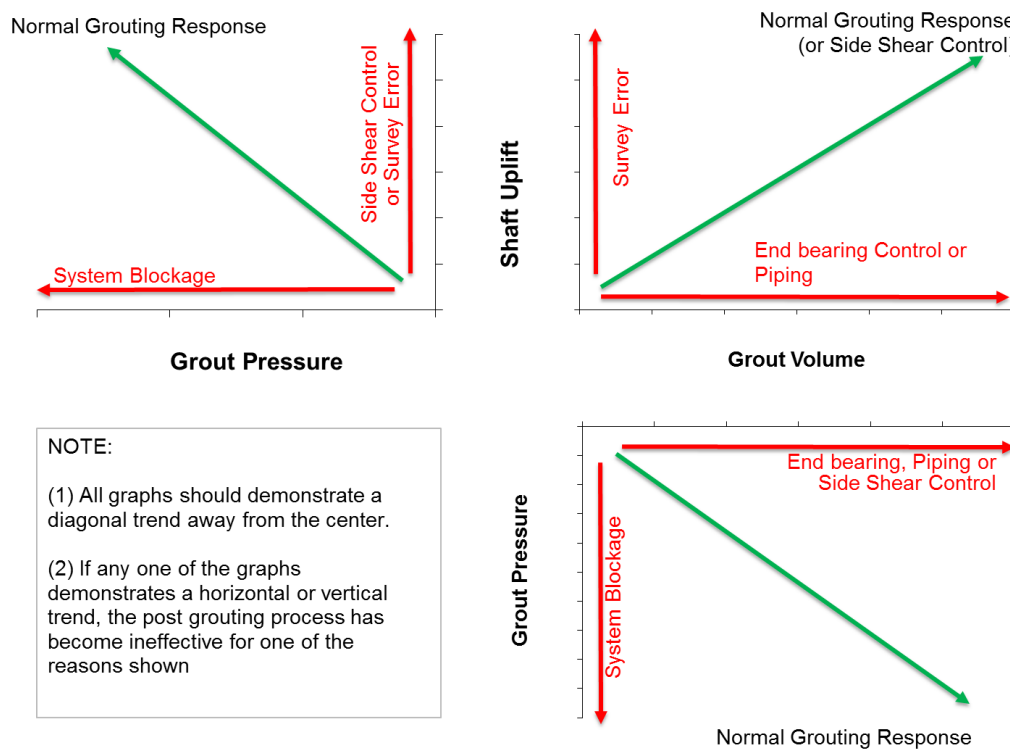 Normal Grouting Response
Side Shear Control
or Survey Error
System Blockage
Grout Pressure
Shaft Uplift
Normal Grouting Response
(or Side Shear Control)
Survey Error
End bearing Control or
Piping
Grout Volume
NOTE:
(1) All graphs should demonstrate a
diagonal trend away from the center.
(2) If any one of the graphs
demonstrates a horizontal or vertical
trend, the post grouting process has
become ineffective for one of the
reasons shown
Grout Pressure
End bearing, Piping or
Side Shear Control
System Blockage
Normal Grouting Response